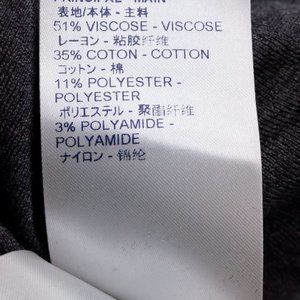 PRINCIPAL - MAIN
表地/本体 - 主料
51% VISCOSE - VISCOSE
レーヨン - 粘胶纤维
35% COTON - COTTON
コットン - 棉
11% POLYESTER -
POLYESTER
ポリエステル - 聚酯纤维
3% POLYAMIDE -
POLYAMIDE
ナイロン - 锦纶